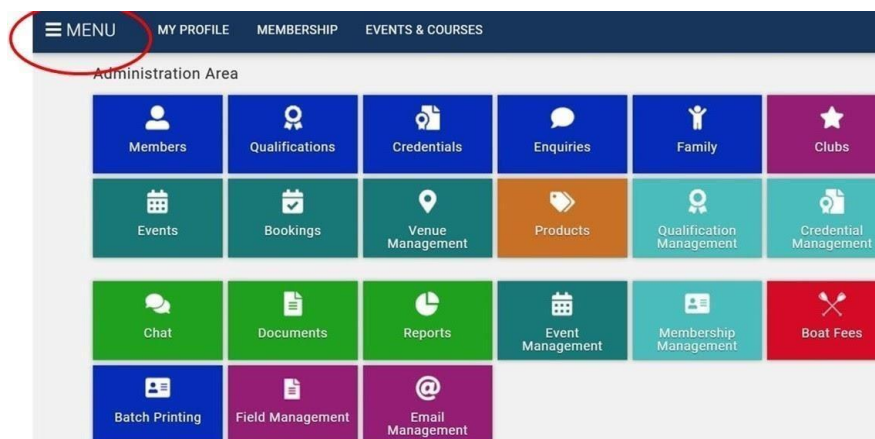 MENU MY PROFILE MEMBERSHIP EVENTS & COURSES
Administration Area
Members Qualifications Credentials Enquiries Family Clubs
Events Bookings Venue Management Products Qualification Management Credential Management
Chat Documents Reports Event Management Membership Management Boat Fees
Batch Printing Field Management Email Management